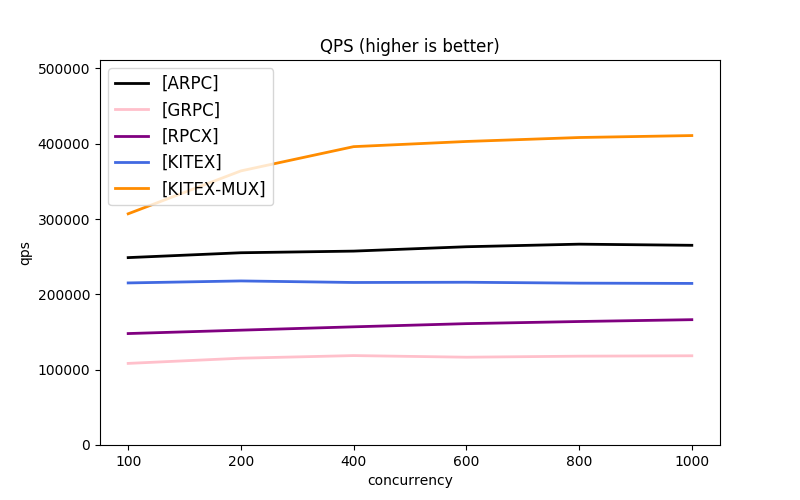 QPS (higher is better)
500000
400000
300000
200000
100000
0
qps
[ARPC]
[GRPC]
[RPCX]
[KITEX]
[KITEX-MUX]
100 200 400 600 800 1000
concurrency